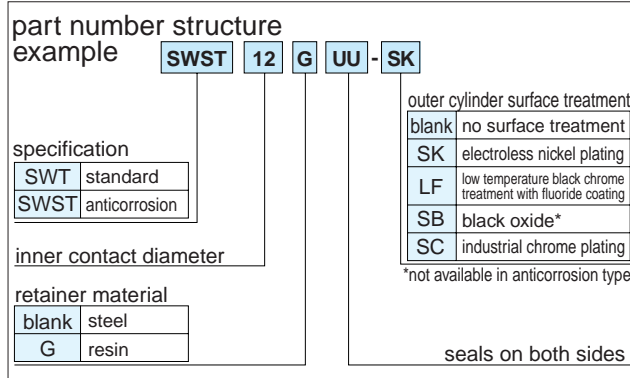 part number structure
example SWST 12 G UU - SK
specification
SWT standard
SWST anticorrosion
inner contact diameter
retainer material
blank steel
G resin
outer cylinder surface treatment
blank no surface treatment
SK electroless nickel plating
LF low temperature black chrome
treatment with fluoride coating
SB black oxide*
SC industrial chrome plating
*not available in anticorrosion type
seals on both sides